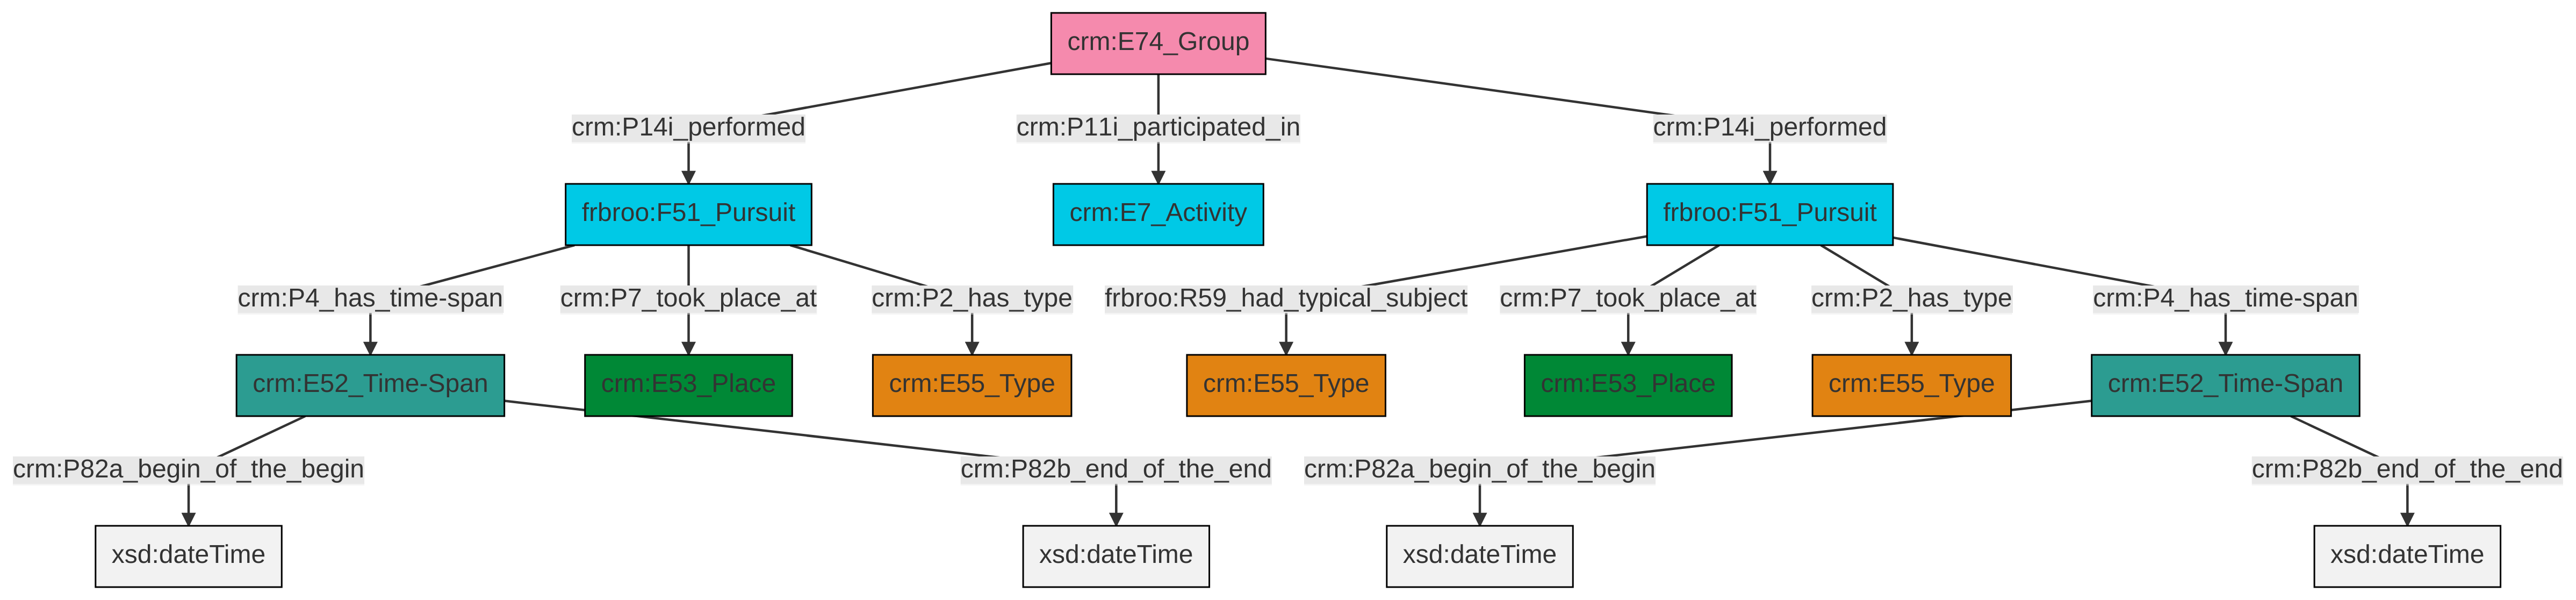 crm:E74_Group
crm:P14i_performed
crm:P11i_participated_in
crm:P14i_performed
frbroo:F51_Pursuit
crm:E7_Activity
frbroo:F51_Pursuit
crm:P4_has_time-span
crm:P7_took_place_at
crm:P2_has_type
frbroo:R59_had_typical_subject
crm:P7_took_place_at
crm:P2_has_type
crm:P4_has_time-span
crm:E52_Time-Span
crm:E53_Place
crm:E55_Type
crm:E55_Type
crm:E53_Place
crm:E55_Type
crm:E52_Time-Span
crm:P82a_begin_of_the_begin
crm:P82b_end_of_the_end
crm:P82a_begin_of_the_begin
crm:P82b_end_of_the_end
xsd:dateTime
xsd:dateTime
xsd:dateTime
xsd:dateTime